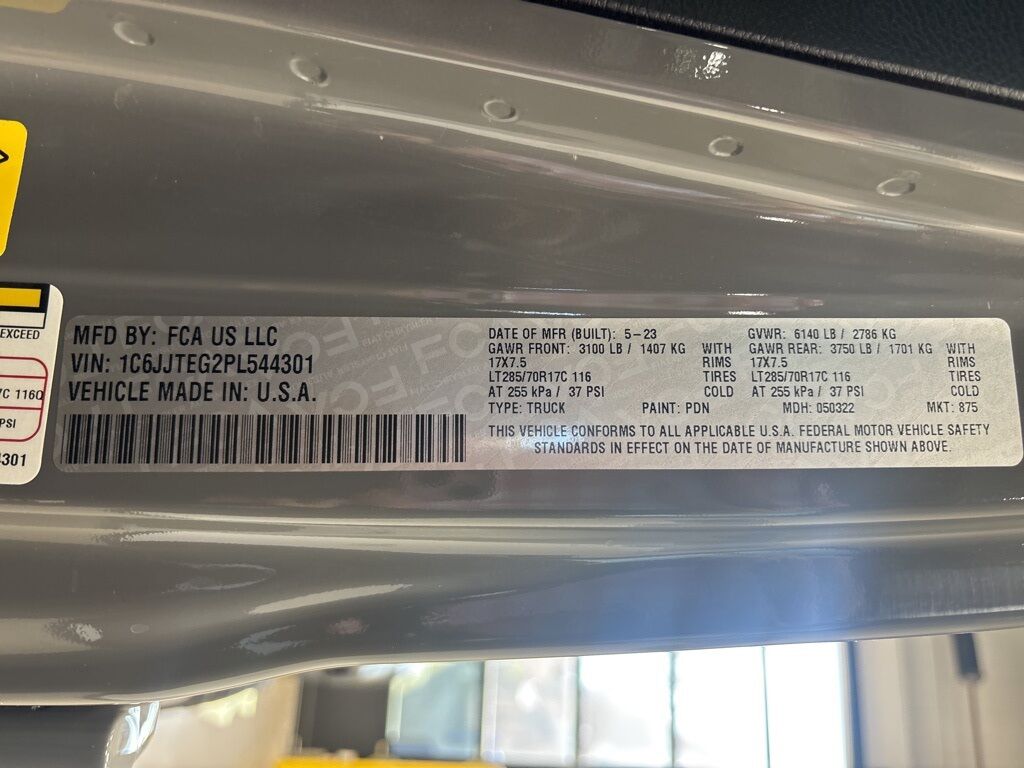 EXCEED
7C 116Q
PSI
4301
MFD BY: FCA US LLC
VIN: 1C6JJTEG2PL544301
VEHICLE MADE IN: U.S.A.
DATE OF MFR (BUILT): 5-23 GVWR: 6140 LB / 2786 KG
GAWR FRONT: 3100 LB / 1407 KG WITH GAWR REAR: 3750 LB / 1701 KG WITH
17X7.5 RIMS 17X7.5 RIMS
LT285/70R17C 116 TIRES LT285/70R17C 116 TIRES
AT 255 kPa / 37 PSI COLD AT 255 kPa / 37 PSI COLD
TYPE: TRUCK PAINT: PDN MDH: 050322 MKT: 875
THIS VEHICLE CONFORMS TO ALL APPLICABLE U.S.A. FEDERAL MOTOR VEHICLE SAFETY
STANDARDS IN EFFECT ON THE DATE OF MANUFACTURE SHOWN ABOVE.